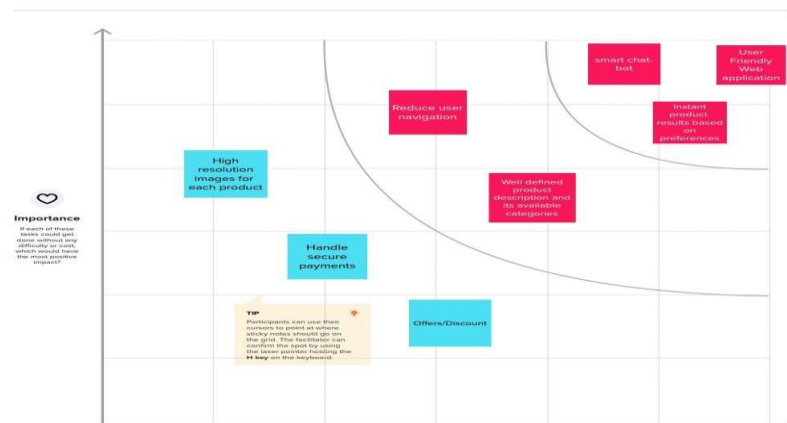 smart chat-
bot
User
Friendly
Web
application
Reduce user
navigation
Instant
product
results based
on
preferences
High
resolution
images for
each product
Well defined
product
description and
its available
categories
Importance
If each of these
tasks could get
done without any
difficulty or cost,
which would have
the most positive
impact?
Handle
secure
payments
TIP
Participants can use their
cursors to point at where
sticky notes should go on
the grid. The facilitator can
confirm the spot by using
the laser pointer holding the
H key on the keyboard.
Offers/Discount